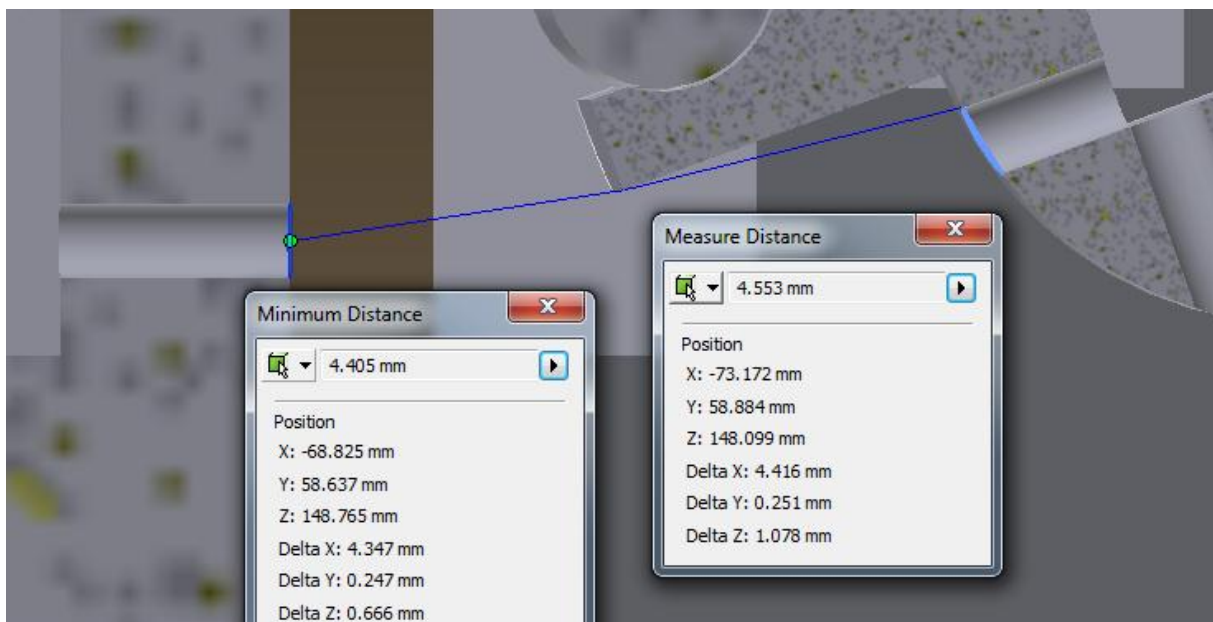 Minimum Distance
4.405 mm
Position
X: -68.825 mm
Y: 58.637 mm
Z: 148.765 mm
Delta X: 4.347 mm
Delta Y: 0.247 mm
Delta Z: 0.666 mm
Measure Distance
4.553 mm
Position
X: -73.172 mm
Y: 58.884 mm
Z: 148.099 mm
Delta X: 4.416 mm
Delta Y: 0.251 mm
Delta Z: 1.078 mm